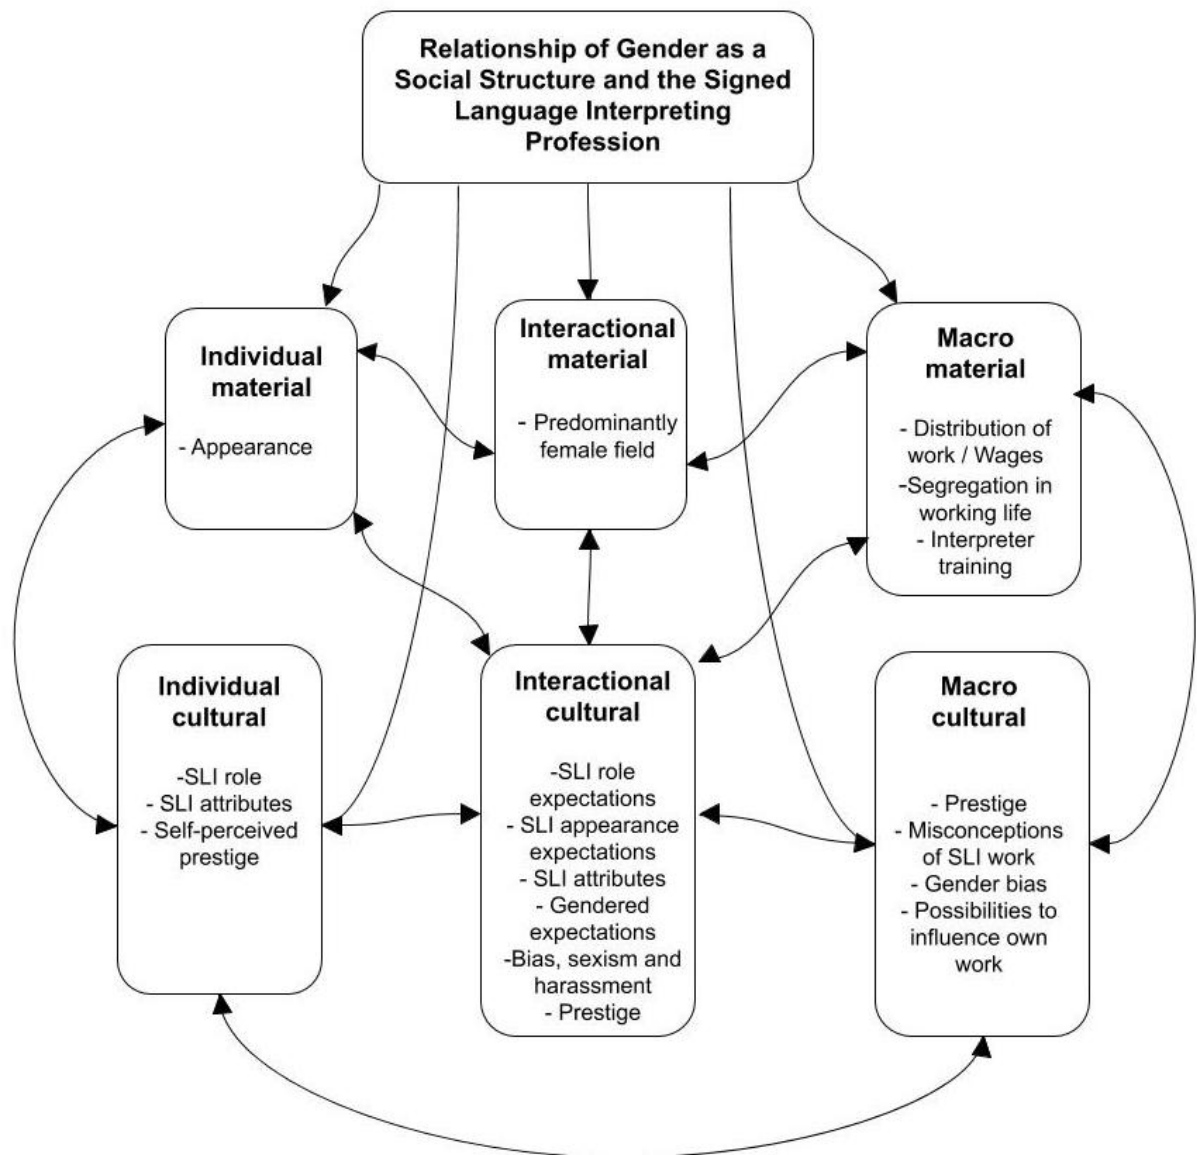 Relationship of Gender as a
Social Structure and the Signed
Language Interpreting
Profession
Individual
material
- Appearance
Interactional
material
- Predominantly
female field
Macro
material
- Distribution of
work / Wages
-Segregation in
working life
- Interpreter
training
Individual
cultural
-SLI role
- SLI attributes
- Self-perceived
prestige
Interactional
cultural
-SLI role
expectations
- SLI appearance
expectations
- SLI attributes
- Gendered
expectations
-Bias, sexism and
harassment
- Prestige
Macro
cultural
- Prestige
- Misconceptions
of SLI work
- Gender bias
- Possibilities to
influence own
work